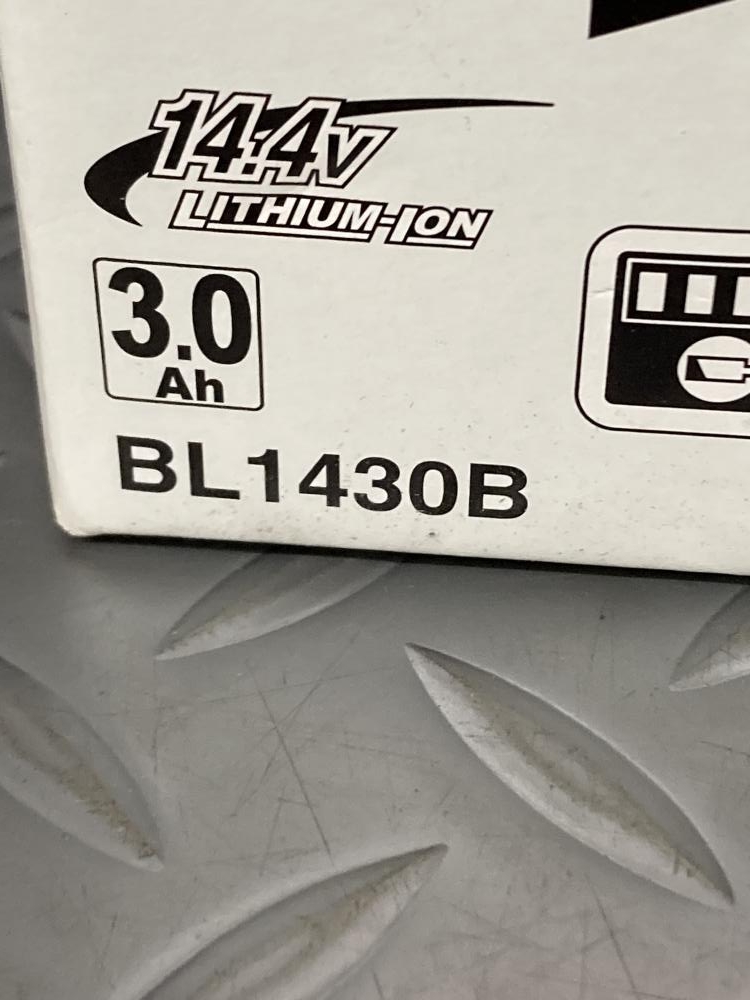 14.4V
LITHIUM-ION
3.0
Ah
BL1430B